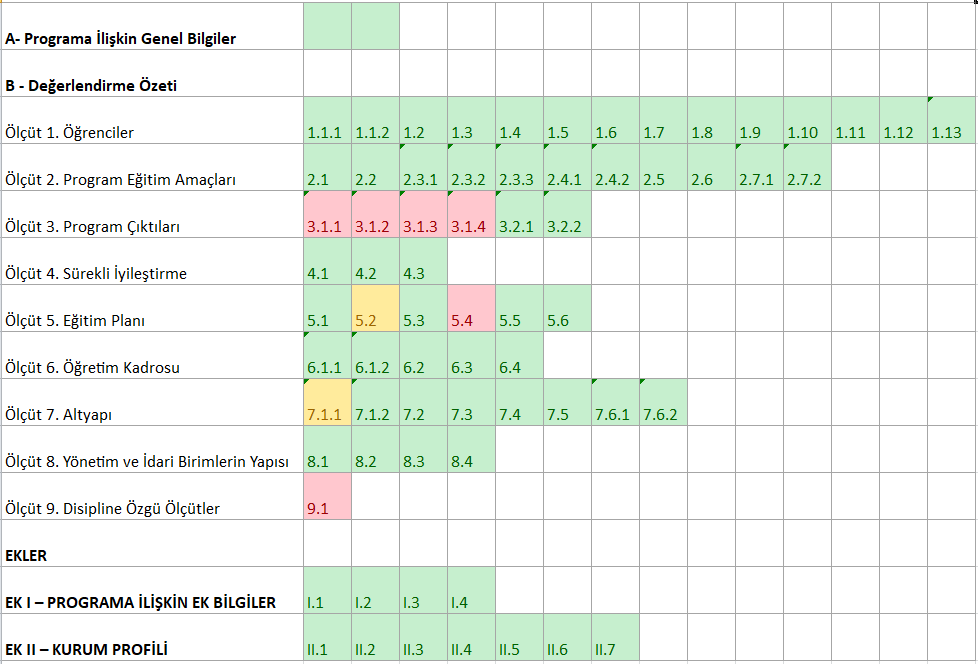 A- Programa İlişkin Genel Bilgiler
B - Değerlendirme Özeti
Ölçüt 1. Öğrenciler 1.1.1 1.1.2 1.2 1.3 1.4 1.5 1.6 1.7 1.8 1.9 1.10 1.11 1.12 1.13
Ölçüt 2. Program Eğitim Amaçları 2.1 2.2 2.3.1 2.3.2 2.3.3 2.4.1 2.4.2 2.5 2.6 2.7.1 2.7.2
Ölçüt 3. Program Çıktıları 3.1.1 3.1.2 3.1.3 3.1.4 3.2.1 3.2.2
Ölçüt 4. Sürekli İyileştirme 4.1 4.2 4.3
Ölçüt 5. Eğitim Planı 5.1 5.2 5.3 5.4 5.5 5.6
Ölçüt 6. Öğretim Kadrosu 6.1.1 6.1.2 6.2 6.3 6.4
Ölçüt 7. Altyapı 7.1.1 7.1.2 7.2 7.3 7.4 7.5 7.6.1 7.6.2
Ölçüt 8. Yönetim ve İdari Birimlerin Yapısı 8.1 8.2 8.3 8.4
Ölçüt 9. Disipline Özgü Ölçütler 9.1
EKLER
EK I – PROGRAMA İLİŞKİN EK BİLGİLER I.1 I.2 I.3 I.4
EK II – KURUM PROFİLİ II.1 II.2 II.3 II.4 II.5 II.6 II.7